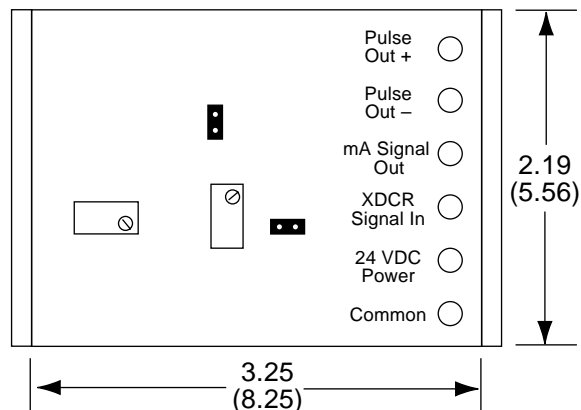 Pulse
Out +
Pulse
Out –
mA Signal
Out
XDCR
Signal In
24 VDC
Power
Common
2.19
(5.56)
3.25
(8.25)